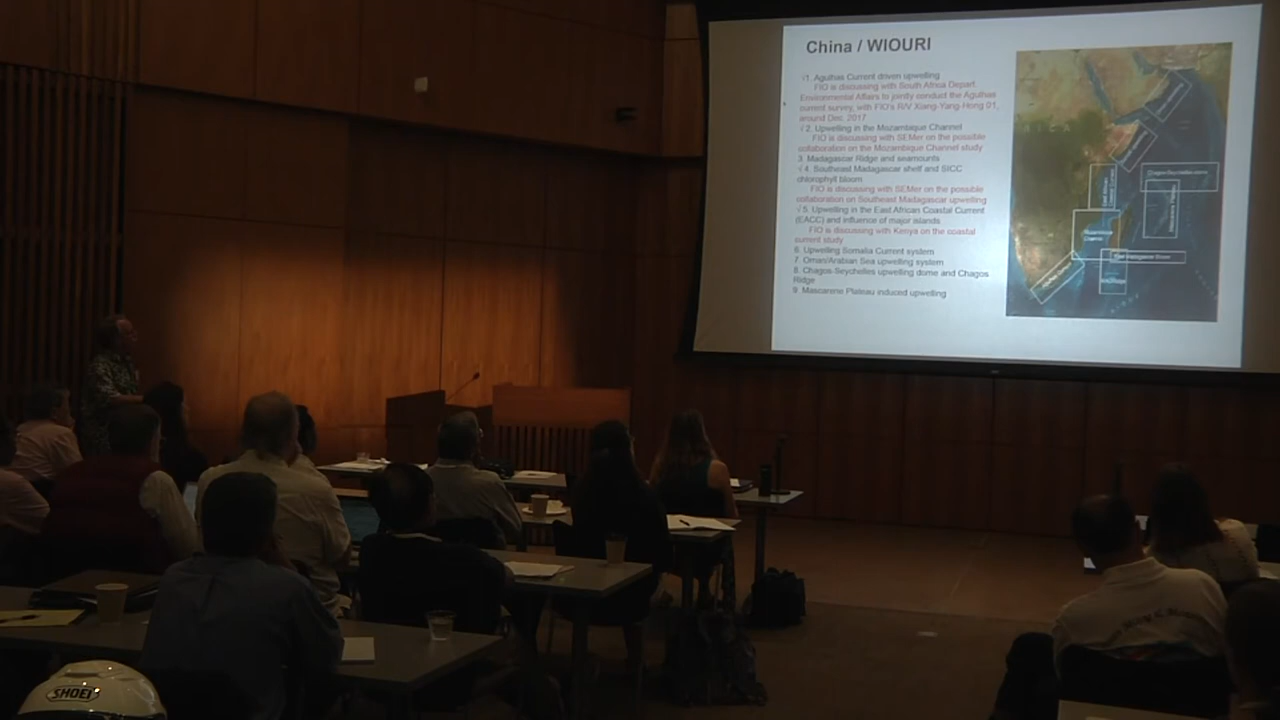 China / WIOURI
√1. Agulhas Current driven upwelling
FIO is discussing with South Africa Depart.
Environmental Affairs to jointly conduct the Agulhas
current survey, with FIO's R/V Xiang-Yang-Hong 01,
around Dec. 2017
√ 2. Upwelling in the Mozambique Channel
FIO is discussing with SEMer on the possible
collaboration on the Mozambique Channel study
3. Madagascar Ridge and seamounts
√ 4. Southeast Madagascar shelf and SICC
chlorophyll bloom
FIO is discussing with SEMer on the possible
collaboration on Southeast Madagascar upwelling
√ 5. Upwelling in the East African Coastal Current
(EACC) and influence of major islands
FIO is discussing with Kenya on the coastal
current study
6. Upwelling Somalia Current system
7. Oman/Arabian Sea upwelling system
8. Chagos-Seychelles upwelling dome and Chagos
Ridge
9. Mascarene Plateau induced upwelling
Mozambique
Channel
SHOEI